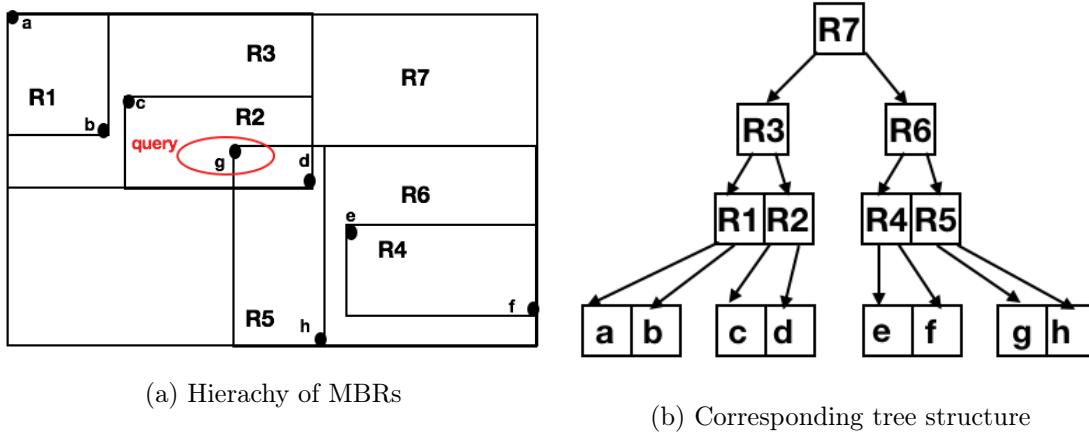 a
R3
R7
R1
c
R2
b
query
g
d
R6
e
R4
f
R5
h
(a) Hierachy of MBRs
R7
R3 R6
R1 R2 R4 R5
a b c d e f g h
(b) Corresponding tree structure